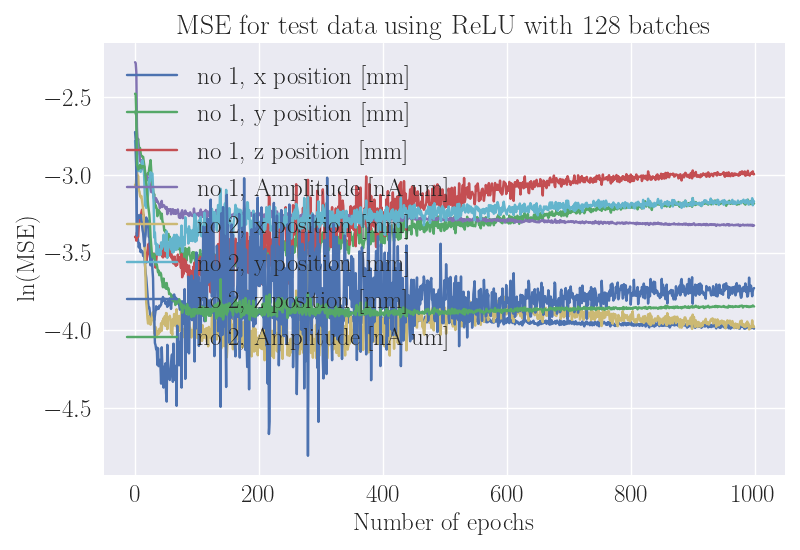 MSE for test data using ReLU with 128 batches
no 1, x position [mm]
no 1, y position [mm]
no 1, z position [mm]
no 1, Amplitude [nA um]
no 2, x position [mm]
no 2, y position [mm]
no 2, z position [mm]
no 2, Amplitude [nA um]
ln(MSE)
−2.5
−3.0
−3.5
−4.0
−4.5
0 200 400 600 800 1000
Number of epochs